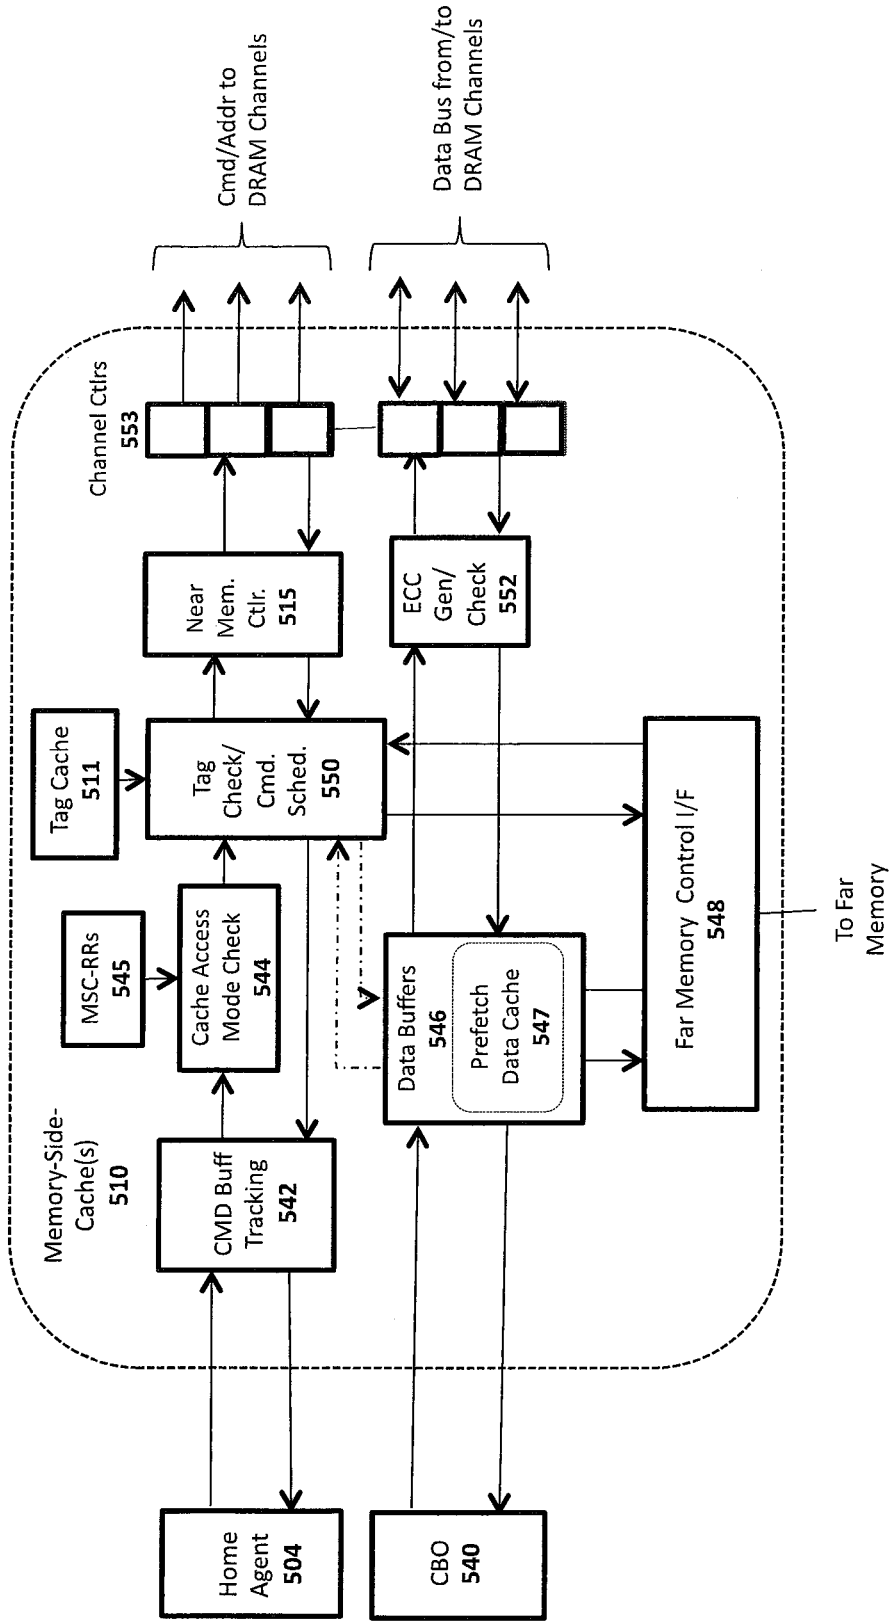 Memory-Side-
Cache(s)
510
MSC-RRs
545
Tag Cache
511
Channel Ctlrs
553
Cmd/Addr to
DRAM Channels
Home
Agent
504
CMD Buff
Tracking
542
Cache Access
Mode Check
544
Tag
Check/
Cmd.
Sched.
550
Near
Mem.
Ctlr.
515
Data Bus from/to
DRAM Channels
CBO
540
Data Buffers
546
Prefetch
Data Cache
547
ECC
Gen/
Check
552
Far Memory Control I/F
548
To Far
Memory